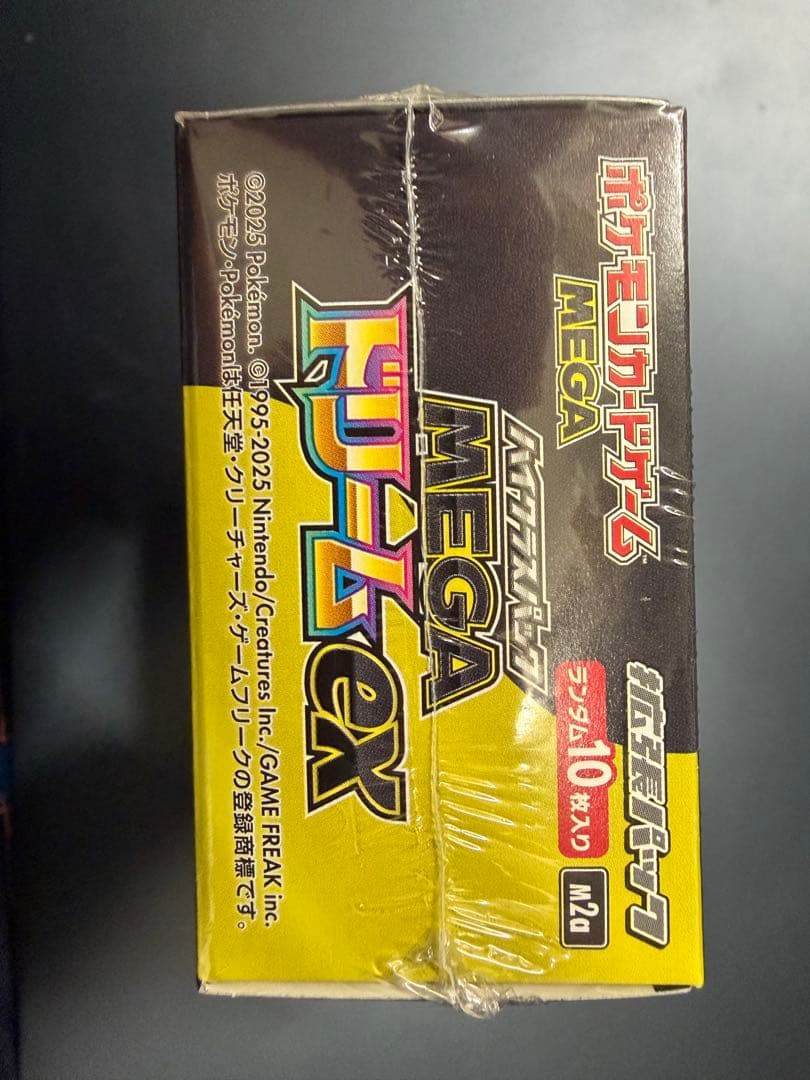 ポケモンカードゲーム™
MEGA
拡張パック
ランダム10枚入り
M2a
ハイクラスパック
MEGA
ドリームex
©2025 Pokémon. ©1995-2025 Nintendo/Creatures Inc./GAME FREAK inc.
ポケモン・Pokémonは任天堂・クリーチャーズ・ゲームフリークの登録商標です。